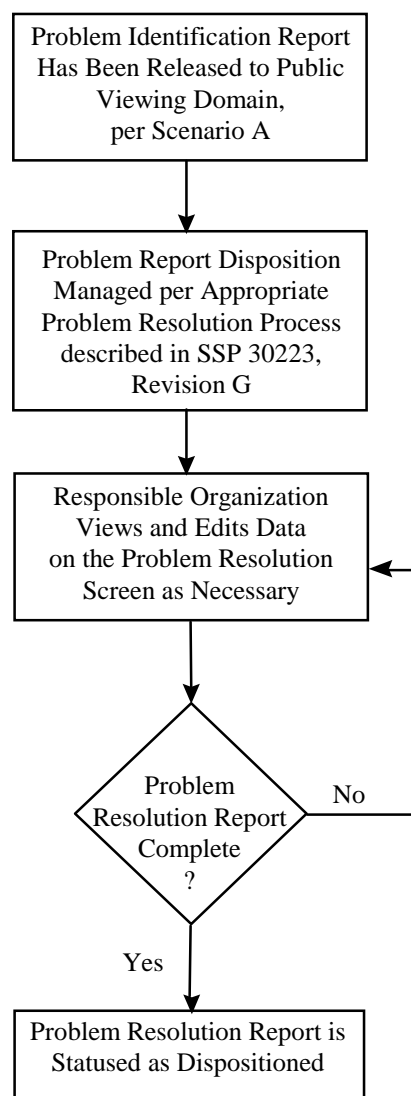 Problem Identification Report
Has Been Released to Public
Viewing Domain,
per Scenario A
Problem Report Disposition
Managed per Appropriate
Problem Resolution Process
described in SSP 30223,
Revision G
Responsible Organization
Views and Edits Data
on the Problem Resolution
Screen as Necessary
Problem
Resolution Report
Complete
?
No
Yes
Problem Resolution Report is
Statused as Dispositioned